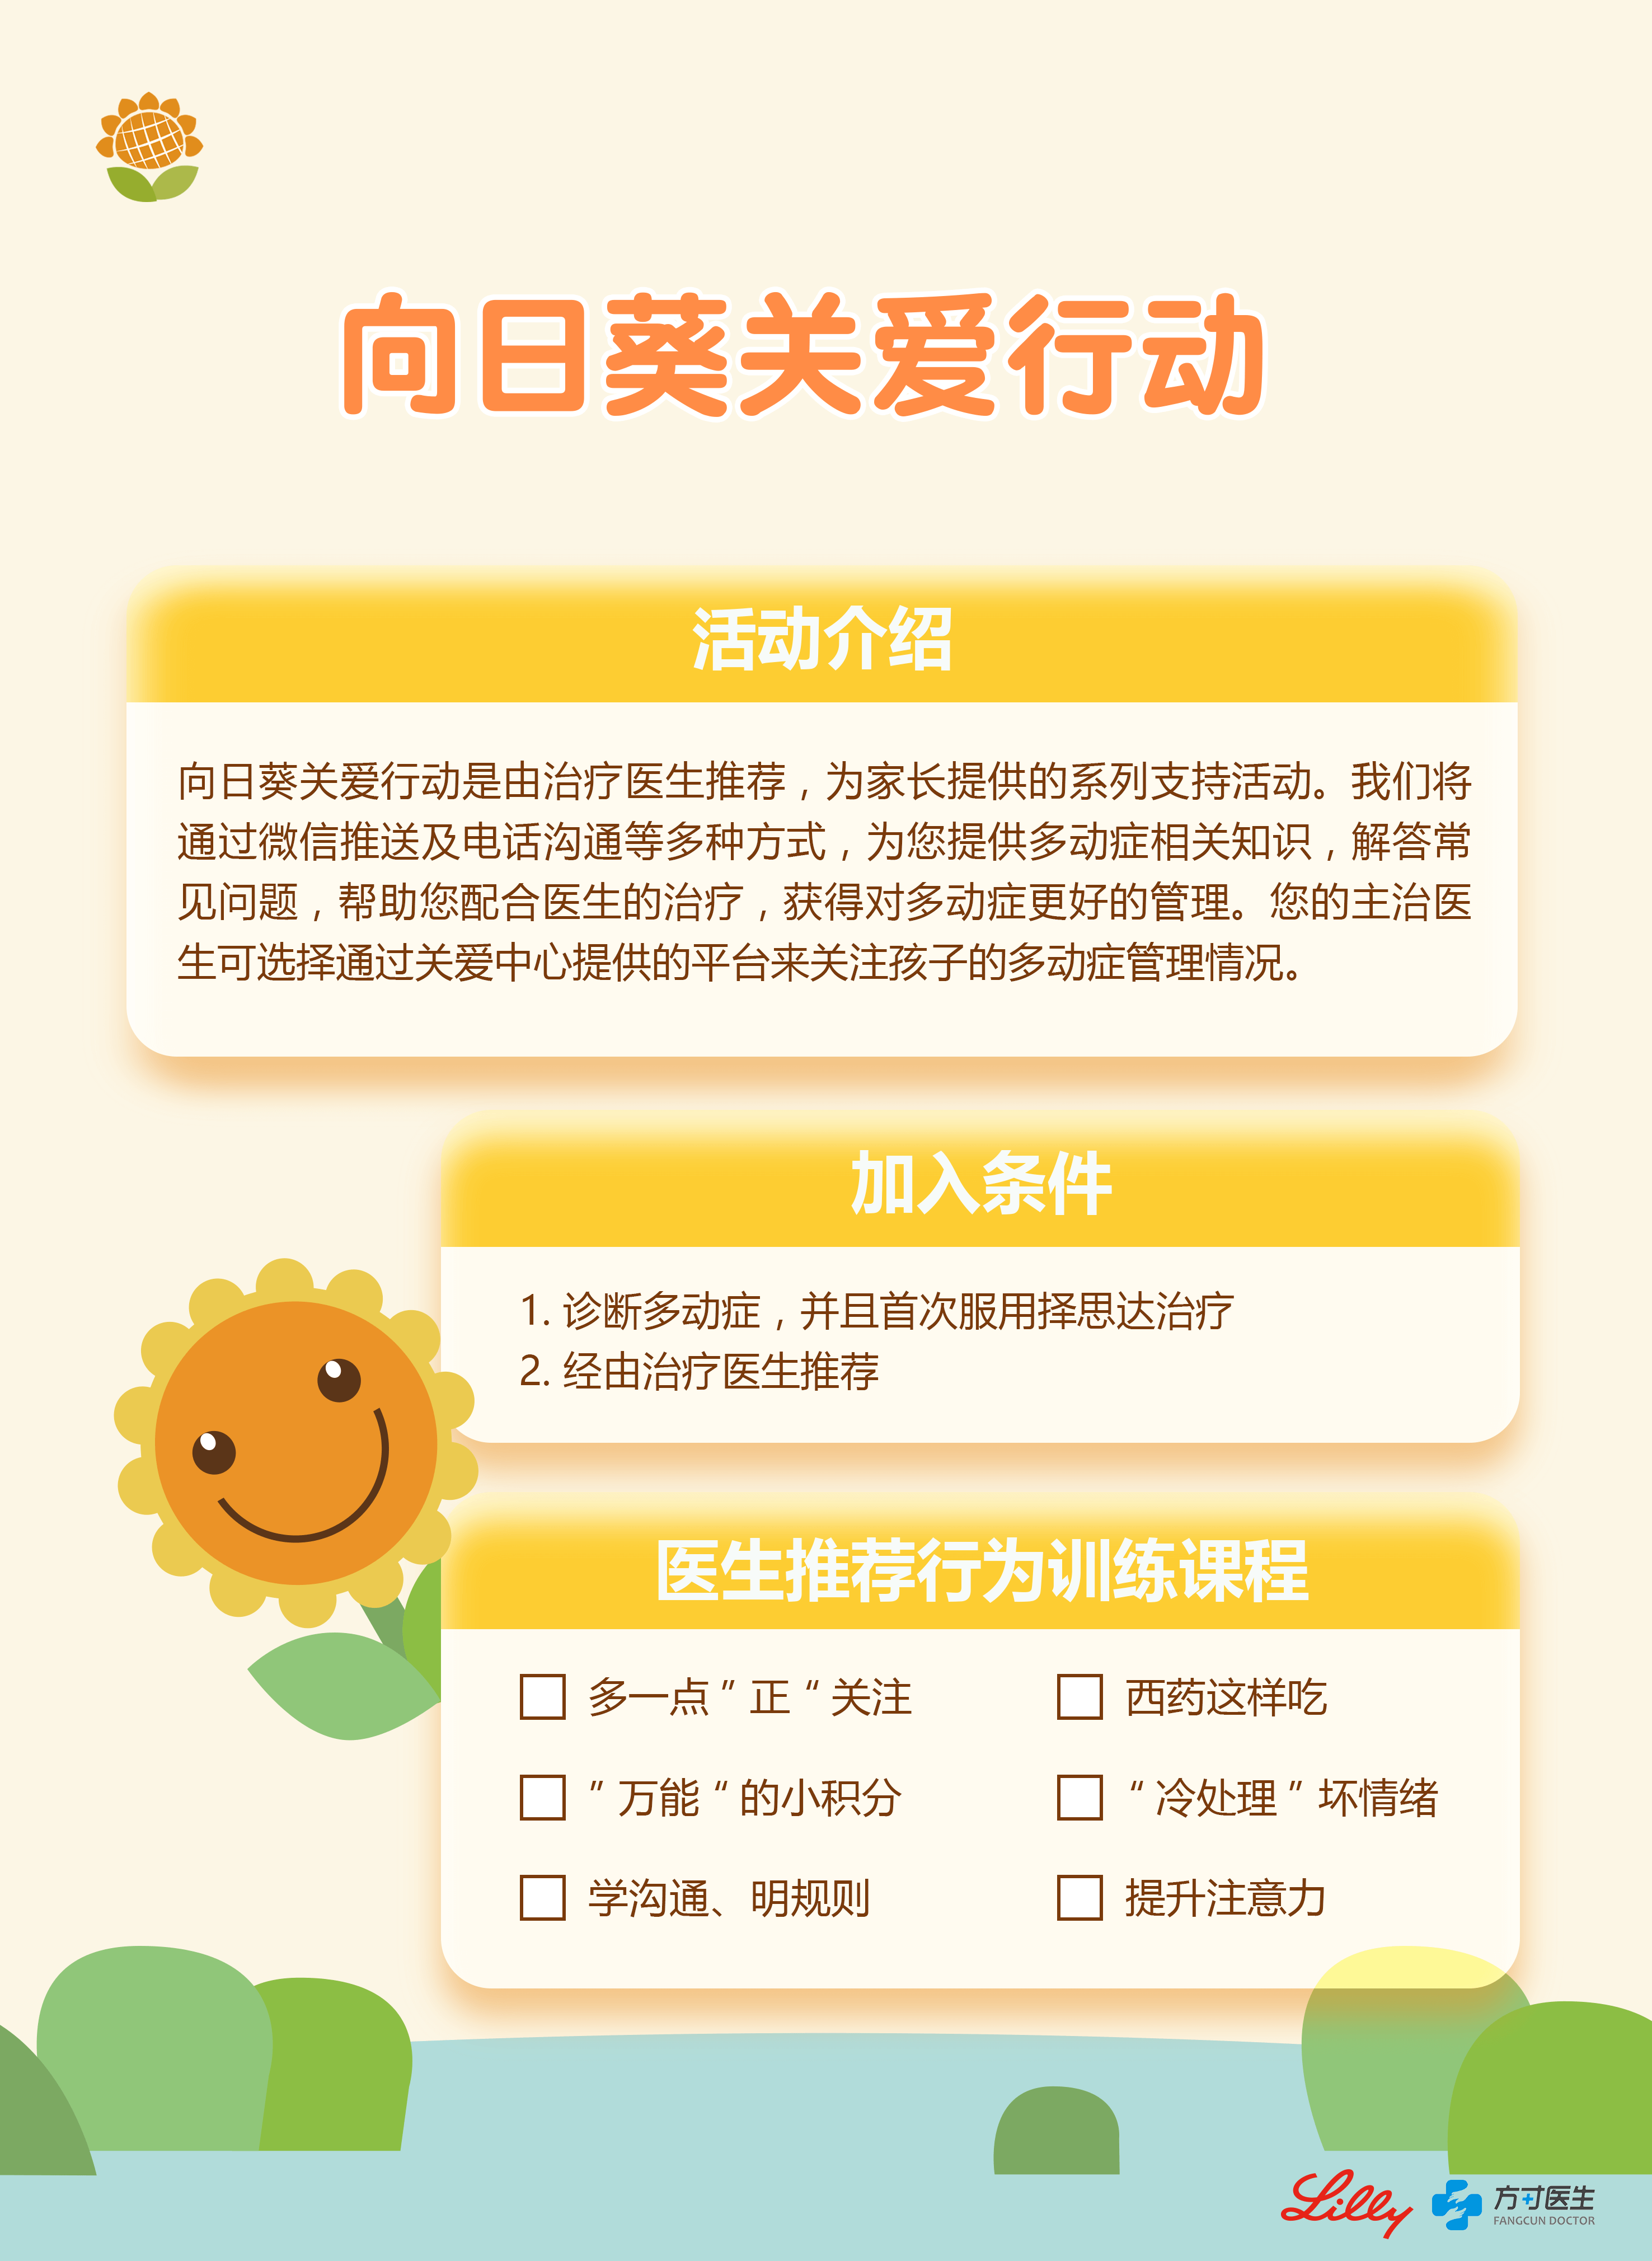 向日葵关爱行动
活动介绍
向日葵关爱行动是由治疗医生推荐，为家长提供的系列支持活动。我们将
通过微信推送及电话沟通等多种方式，为您提供多动症相关知识，解答常
见问题，帮助您配合医生的治疗，获得对多动症更好的管理。您的主治医
生可选择通过关爱中心提供的平台来关注孩子的多动症管理情况。
加入条件
1. 诊断多动症，并且首次服用择思达治疗
2. 经由治疗医生推荐
医生推荐行为训练课程
多一点”正“关注
西药这样吃
”万能“的小积分
“冷处理”坏情绪
学沟通、明规则
提升注意力
Lilly
方寸医生
FANGCUN DOCTOR